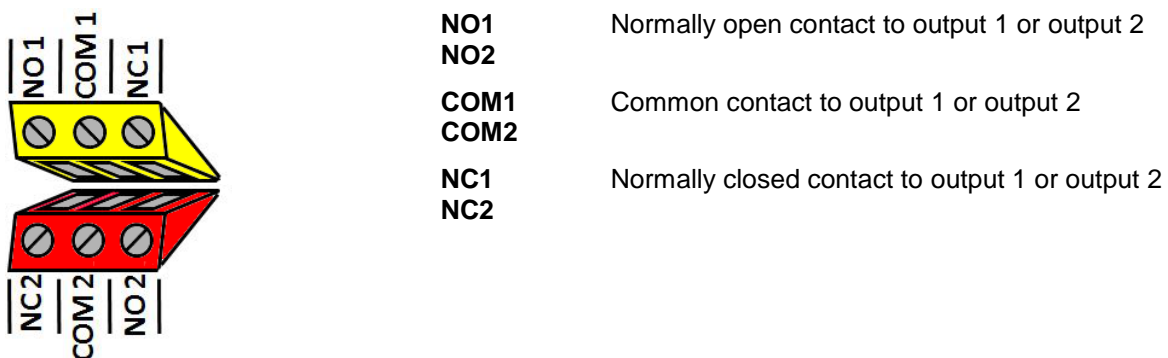 NO1
COM1
NC1
NC2
COM2
NO2
NO1 Normally open contact to output 1 or output 2
NO2
COM1 Common contact to output 1 or output 2
COM2
NC1 Normally closed contact to output 1 or output 2
NC2